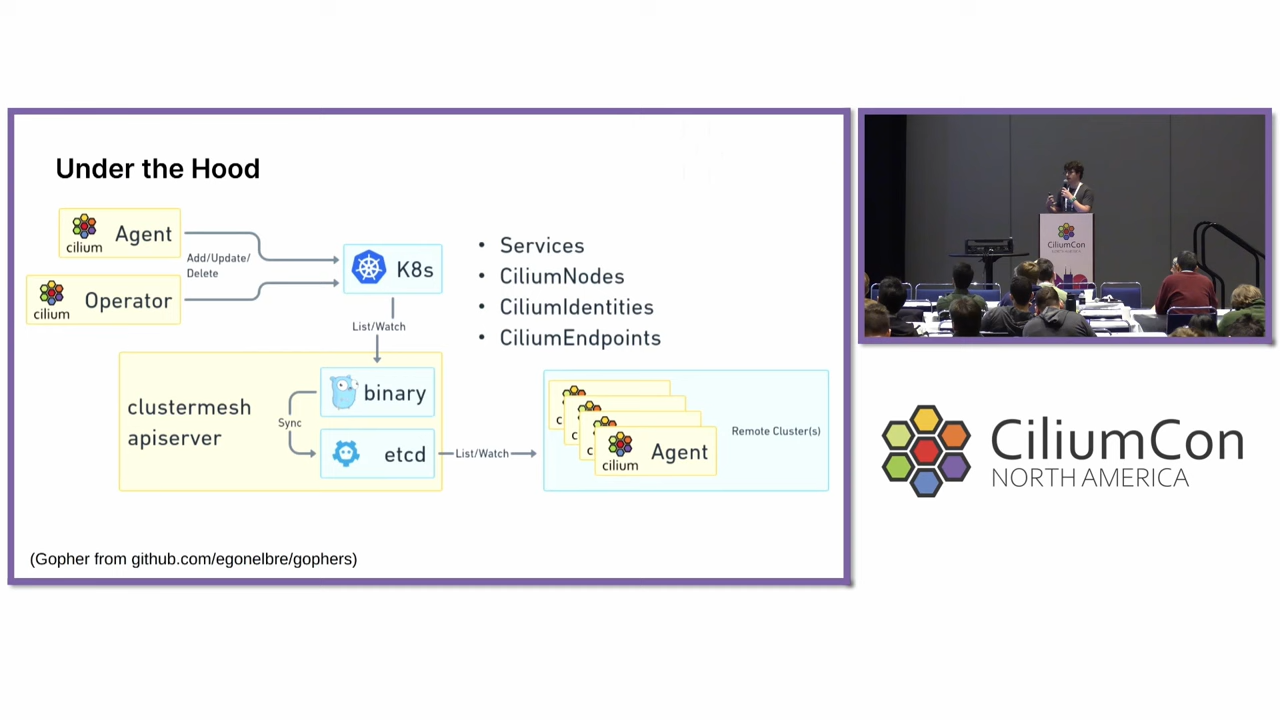 Under the Hood
cilium
Agent
Add/Update/
Delete
cilium
Operator
K8s
• Services
• CiliumNodes
• CiliumIdentities
• CiliumEndpoints
List/Watch
clustermesh
apiserver
binary
Sync
etcd
List/Watch
c
c
c
cilium
Agent
Remote Cluster(s)
(Gopher from github.com/egonelbre/gophers)
CiliumCon
CiliumCon
NORTH AMERICA